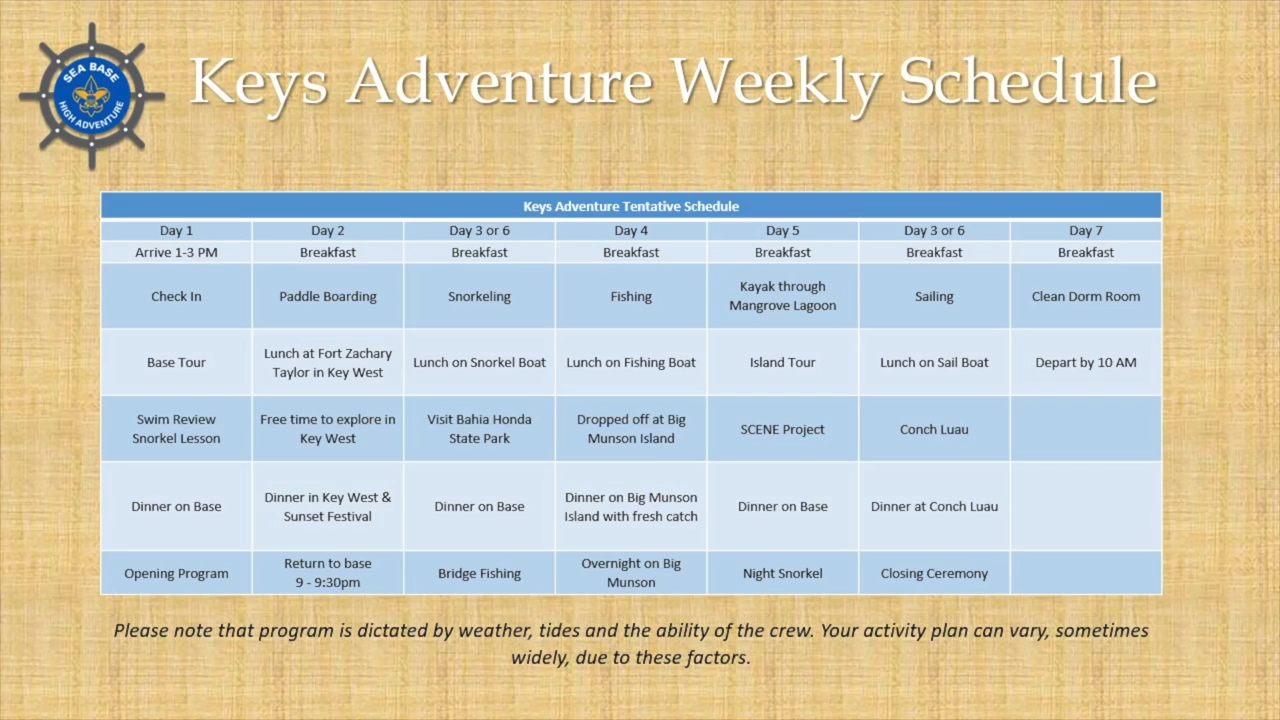 SEA BASE
HIGH ADVENTURE
Keys Adventure Weekly Schedule
Keys Adventure Tentative Schedule
Day 1 Day 2 Day 3 or 6 Day 4 Day 5 Day 3 or 6 Day 7
Arrive 1-3 PM Breakfast Breakfast Breakfast Breakfast Breakfast Breakfast
Check In Paddle Boarding Snorkeling Fishing Kayak through Sailing Clean Dorm Room
Mangrove Lagoon
Base Tour Lunch at Fort Zachary Lunch on Snorkel Boat Lunch on Fishing Boat Island Tour Lunch on Sail Boat Depart by 10 AM
Taylor in Key West
Swim Review Free time to explore in Visit Bahia Honda Dropped off at Big SCENE Project Conch Luau
Snorkel Lesson Key West State Park Munson Island
Dinner on Base Dinner in Key West & Dinner on Base Dinner on Big Munson Dinner on Base Dinner at Conch Luau
Sunset Festival Island with fresh catch
Opening Program Return to base Bridge Fishing Overnight on Big Night Snorkel Closing Ceremony
9 - 9:30pm Munson
Please note that program is dictated by weather, tides and the ability of the crew. Your activity plan can vary, sometimes
widely, due to these factors.